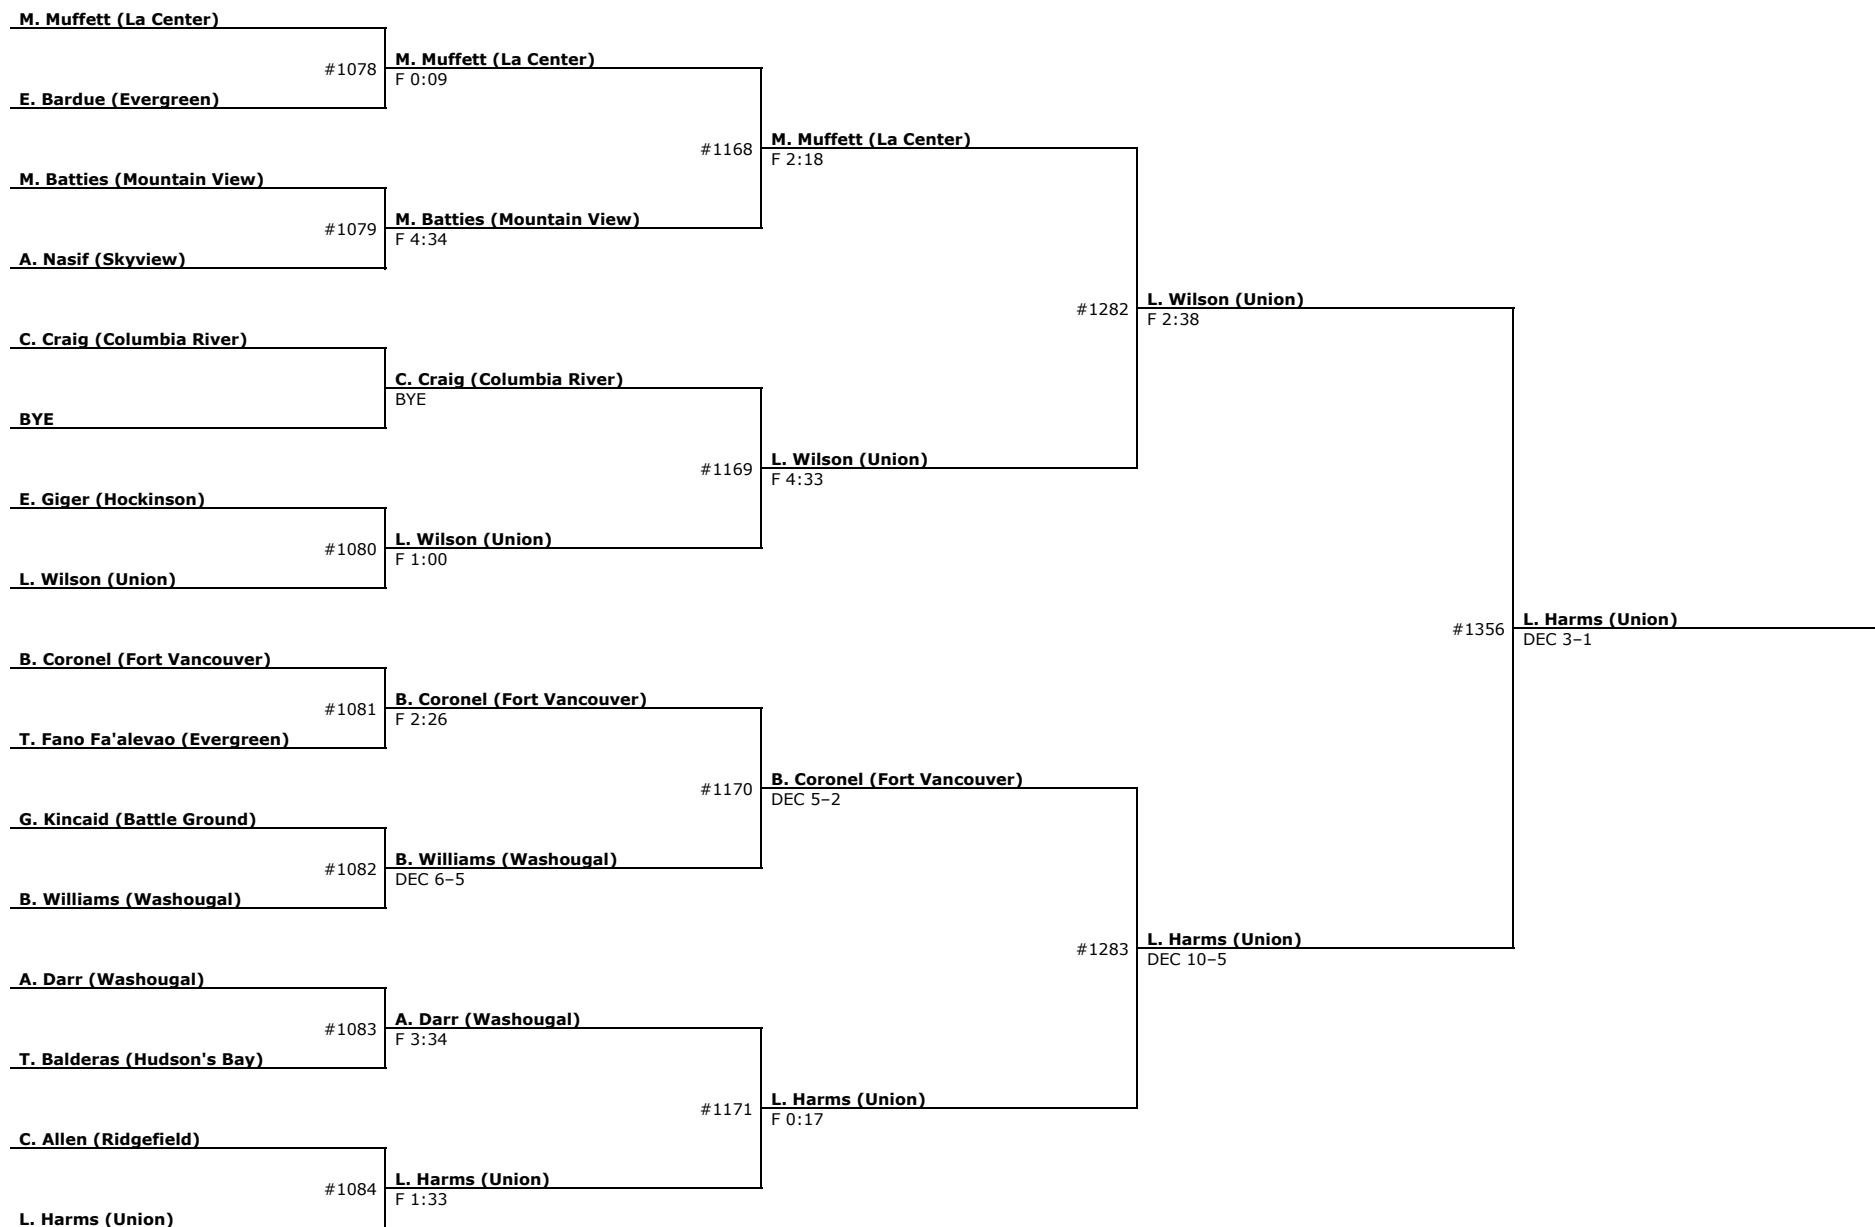 M. Muffett (La Center)
#1078
M. Muffett (La Center)
F 0:09
E. Bardue (Evergreen)
#1168
M. Muffett (La Center)
F 2:18
M. Batties (Mountain View)
#1079
M. Batties (Mountain View)
F 4:34
A. Nasif (Skyview)
#1282
L. Wilson (Union)
F 2:38
C. Craig (Columbia River)
C. Craig (Columbia River)
BYE
BYE
#1169
L. Wilson (Union)
F 4:33
E. Giger (Hockinson)
#1080
L. Wilson (Union)
F 1:00
L. Wilson (Union)
#1356
L. Harms (Union)
DEC 3–1
B. Coronel (Fort Vancouver)
#1081
B. Coronel (Fort Vancouver)
F 2:26
T. Fano Fa'alevao (Evergreen)
#1170
B. Coronel (Fort Vancouver)
DEC 5–2
G. Kincaid (Battle Ground)
#1082
B. Williams (Washougal)
DEC 6–5
B. Williams (Washougal)
#1283
L. Harms (Union)
DEC 10–5
A. Darr (Washougal)
#1083
A. Darr (Washougal)
F 3:34
T. Balderas (Hudson's Bay)
#1171
L. Harms (Union)
F 0:17
C. Allen (Ridgefield)
#1084
L. Harms (Union)
F 1:33
L. Harms (Union)